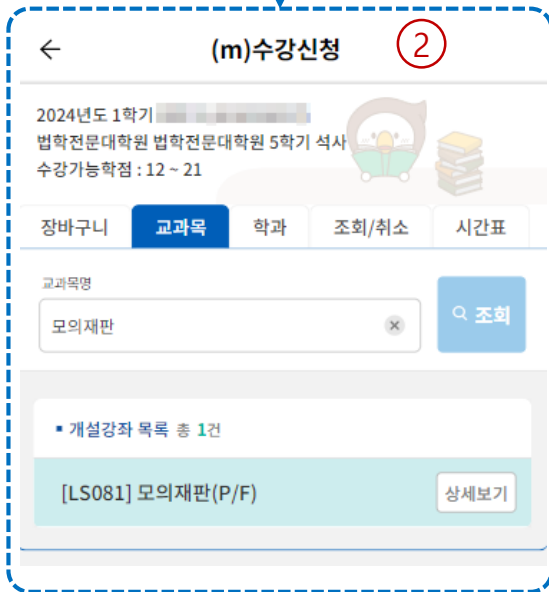 ←
(m)수강신청
2
2024년도 1학기
법학전문대학원 법학전문대학원 5학기 석사
수강가능학점 : 12 ~ 21
장바구니 교과목 학과 조회/취소 시간표
교과목명
모의재판
조회
▪ 개설강좌 목록 총 1건
[LS081] 모의재판(P/F)
상세보기